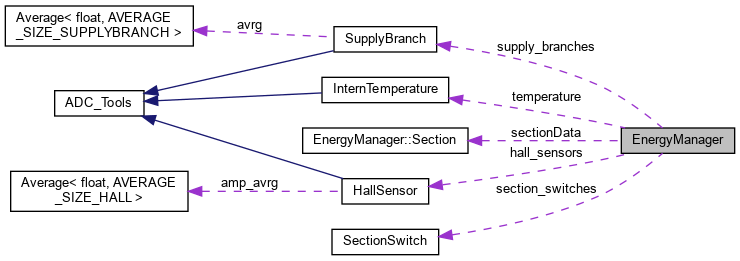 Average< float, AVERAGE
_SIZE_SUPPLYBRANCH >
avrg
SupplyBranch
supply_branches
ADC_Tools
InternTemperature
temperature
EnergyManager::Section
sectionData
EnergyManager
hall_sensors
Average< float, AVERAGE
_SIZE_HALL >
amp_avrg
HallSensor
section_switches
SectionSwitch